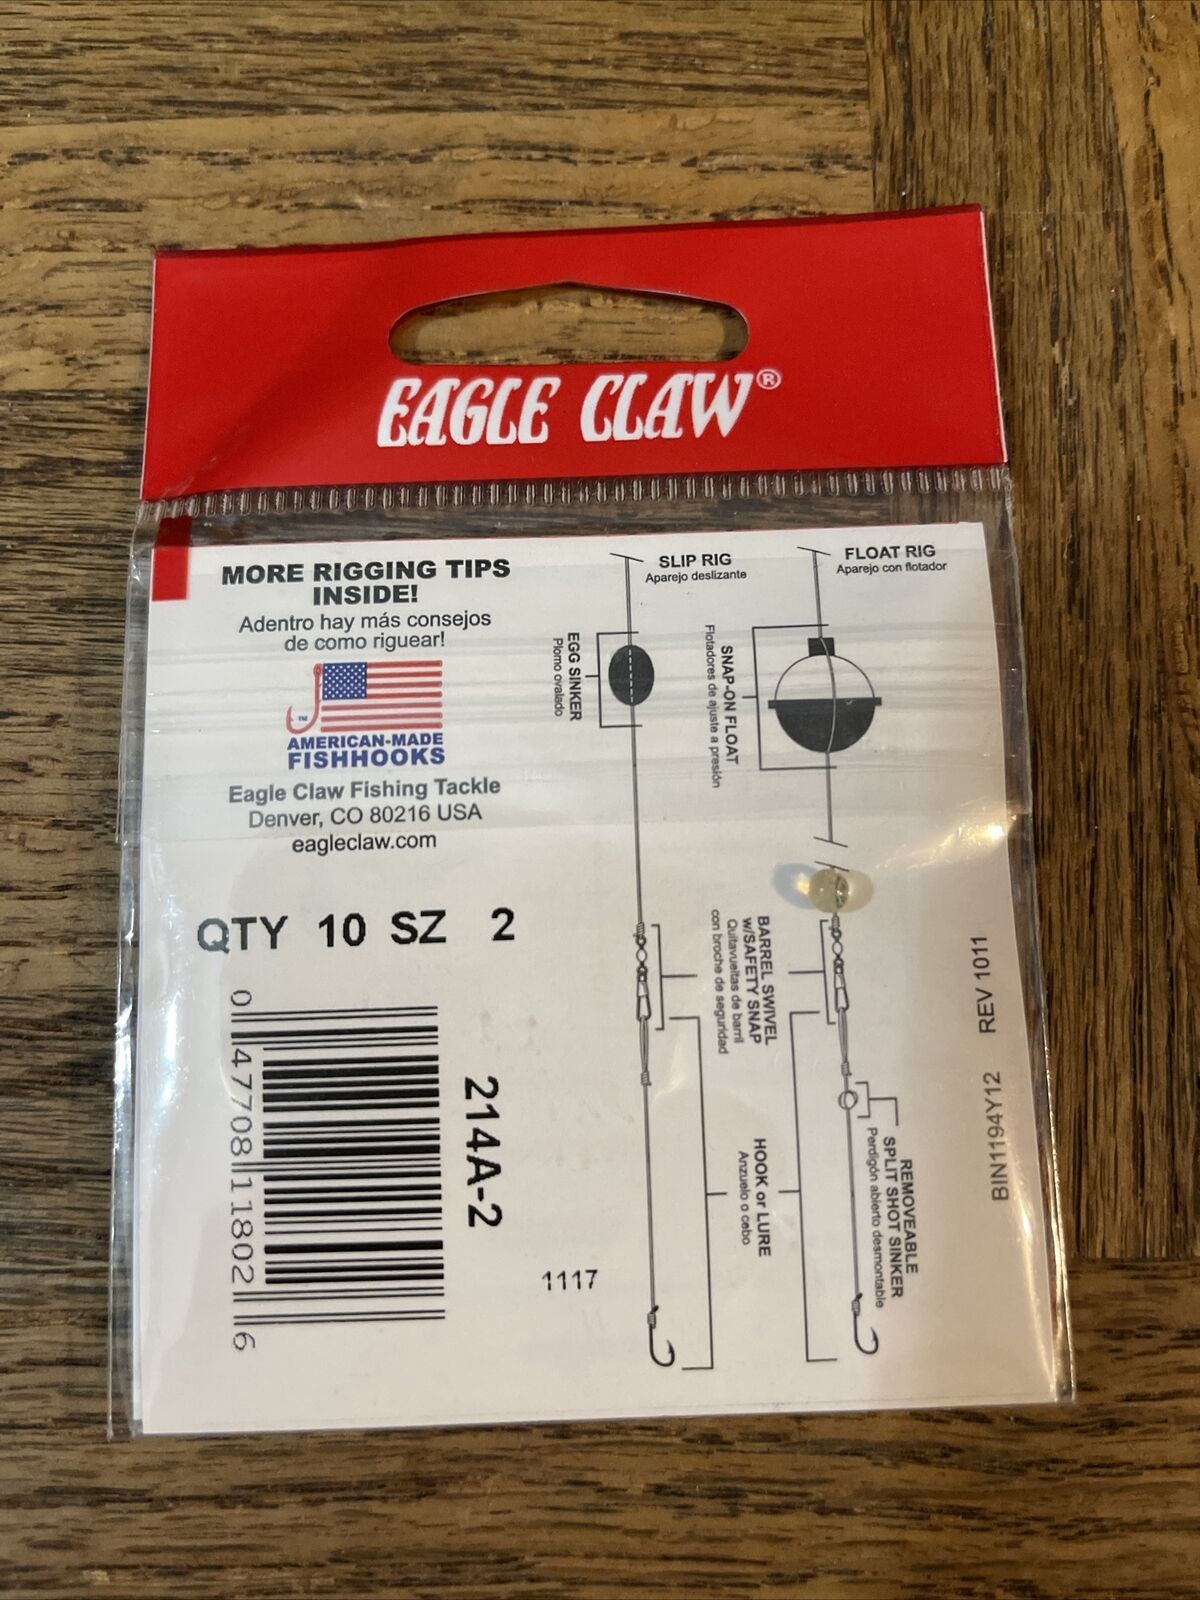 EAGLE CLAW®
MORE RIGGING TIPS
INSIDE!
Adentro hay más consejos
de como riguear!
TM
AMERICAN-MADE
FISHHOOKS
Eagle Claw Fishing Tackle
Denver, CO 80216 USA
eagleclaw.com
QTY 10 SZ 2
0 47708 11802 6
214A-2
1117
SLIP RIG
Aparejo deslizante
EGG SINKER
Plomo ovalado
FLOAT RIG
Aparejo con flotador
SNAP-ON FLOAT
Flotadores de ajuste a presión
BARREL SWIVEL
w/SAFETY SNAP
Quitavueltas de barril
con broche de seguridad
HOOK or LURE
Anzuelo o cebo
REMOVEABLE
SPLIT SHOT SINKER
Perdigón abierto desmontable
BIN1194Y12 REV 1011